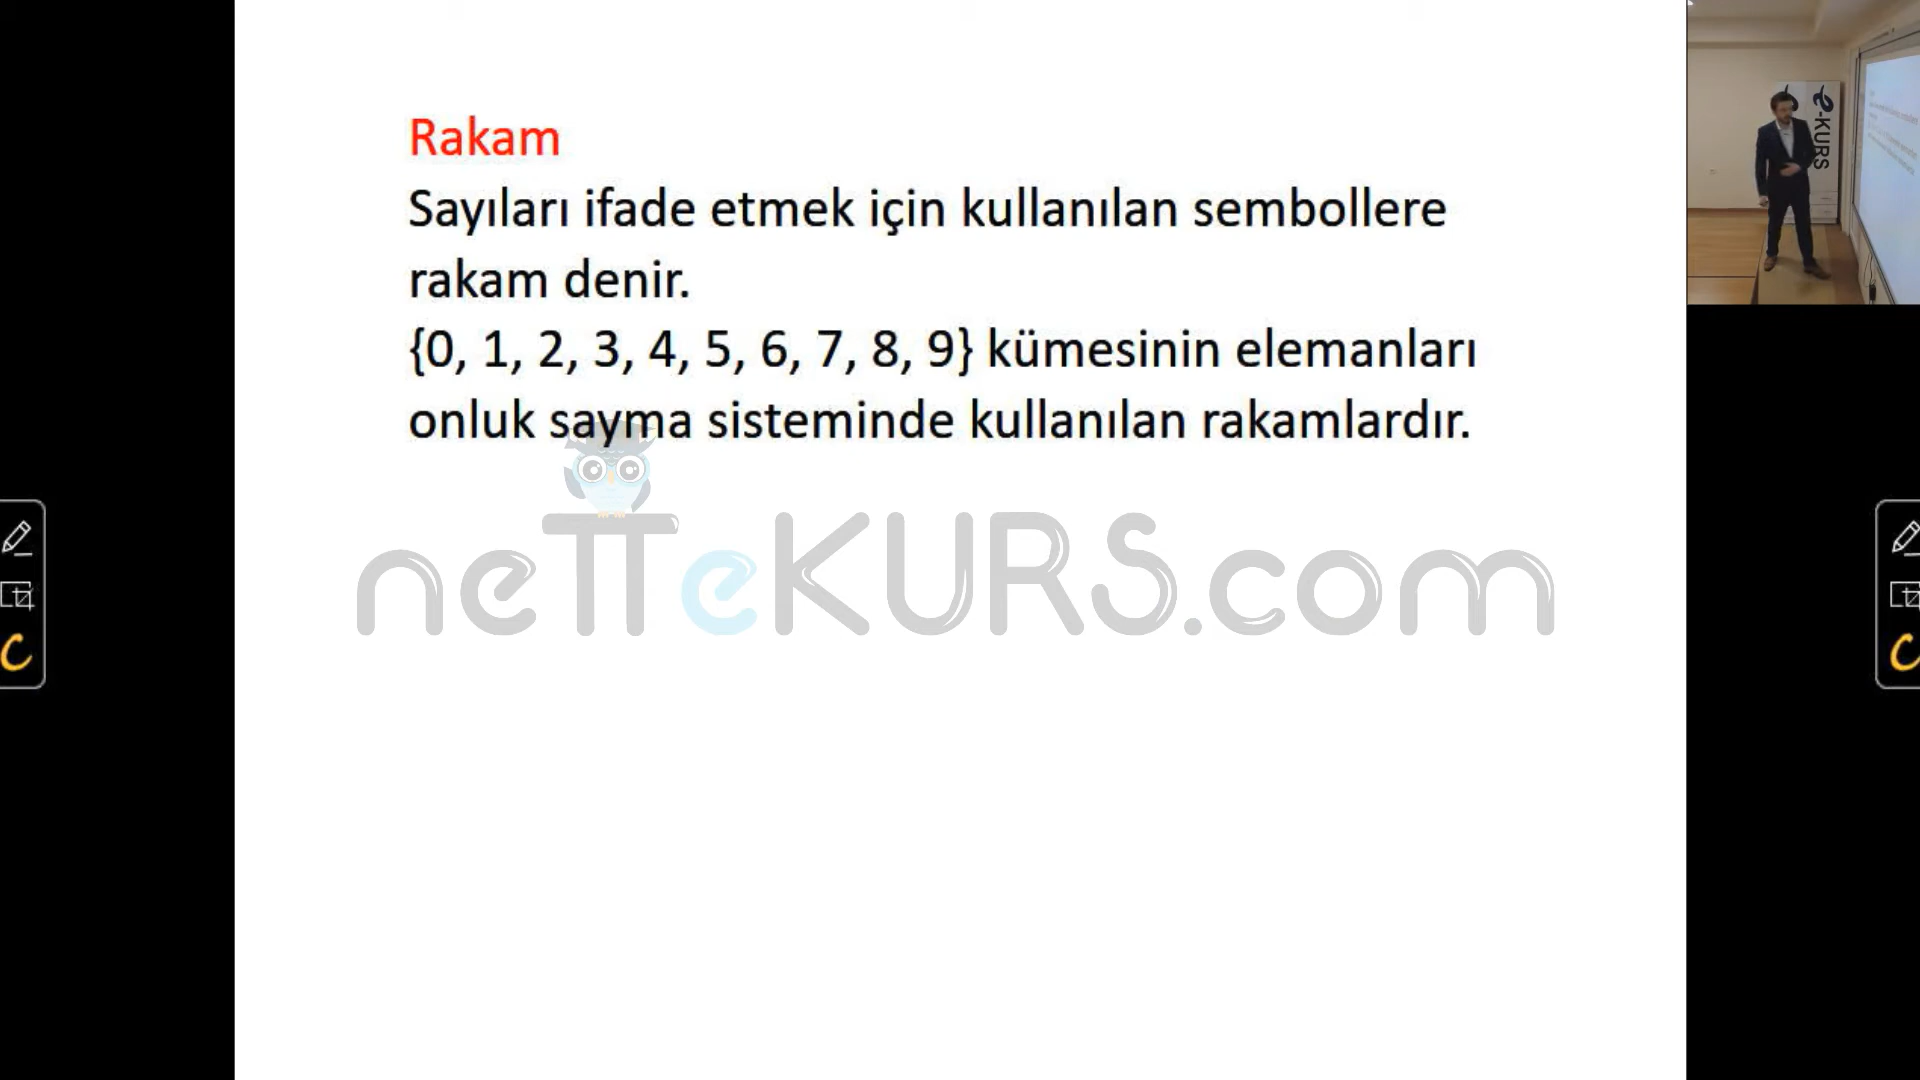 Rakam
Sayıları ifade etmek için kullanılan sembollere
rakam denir.
{0, 1, 2, 3, 4, 5, 6, 7, 8, 9} kümesinin elemanları
onluk sayma sisteminde kullanılan rakamlardır.
neTTeKURS.com
e-KURS